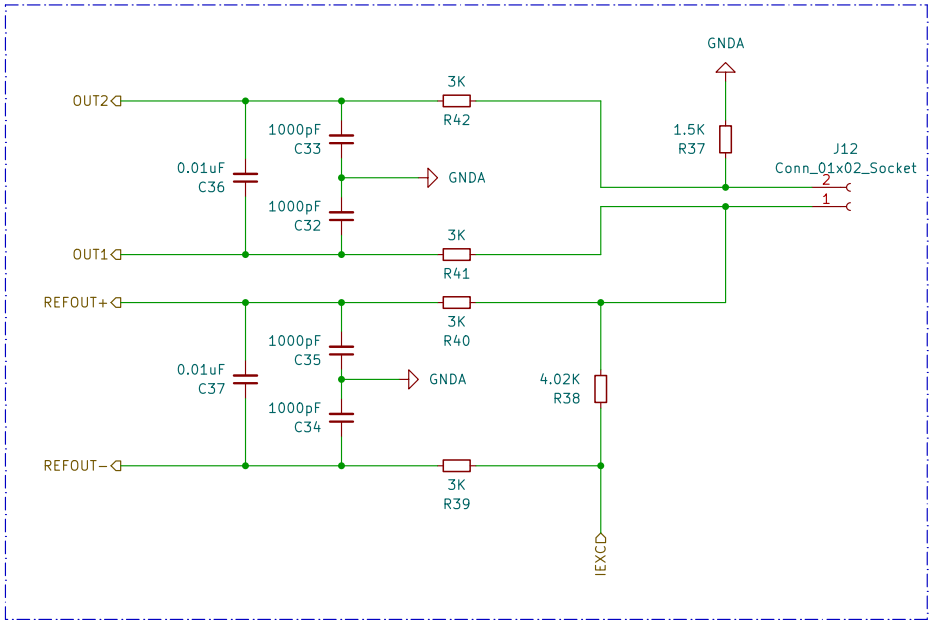 GNDA
3K
OUT2
R42
1000pF
C33
1.5K
R37
J12
Conn_01x02_Socket
0.01uF
C36
GNDA
2
1
1000pF
C32
3K
OUT1
R41
REFOUT+
3K
R40
1000pF
C35
0.01uF
C37
GNDA
4.02K
R38
1000pF
C34
REFOUT-
3K
R39
IEXC